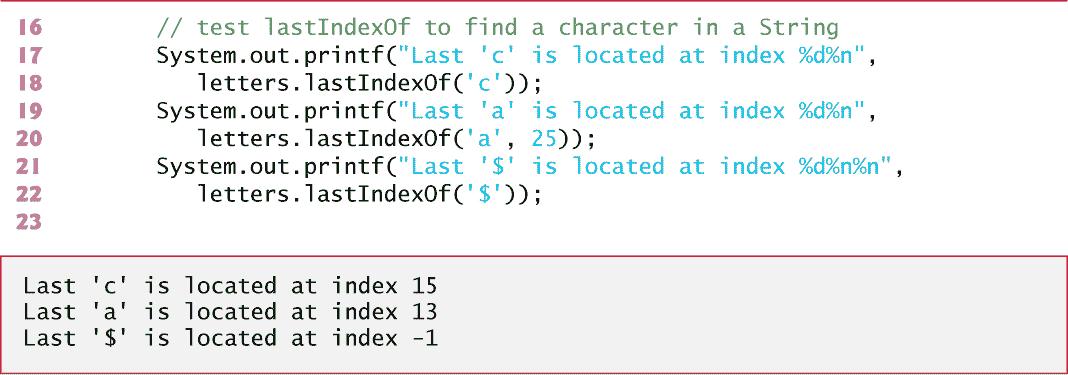 16 // test lastIndexOf to find a character in a String
17 System.out.printf("Last 'c' is located at index %d%n",
18 letters.lastIndexOf('c'));
19 System.out.printf("Last 'a' is located at index %d%n",
20 letters.lastIndexOf('a', 25));
21 System.out.printf("Last '$' is located at index %d%n%n",
22 letters.lastIndexOf('$'));
23
Last 'c' is located at index 15
Last 'a' is located at index 13
Last '$' is located at index -1